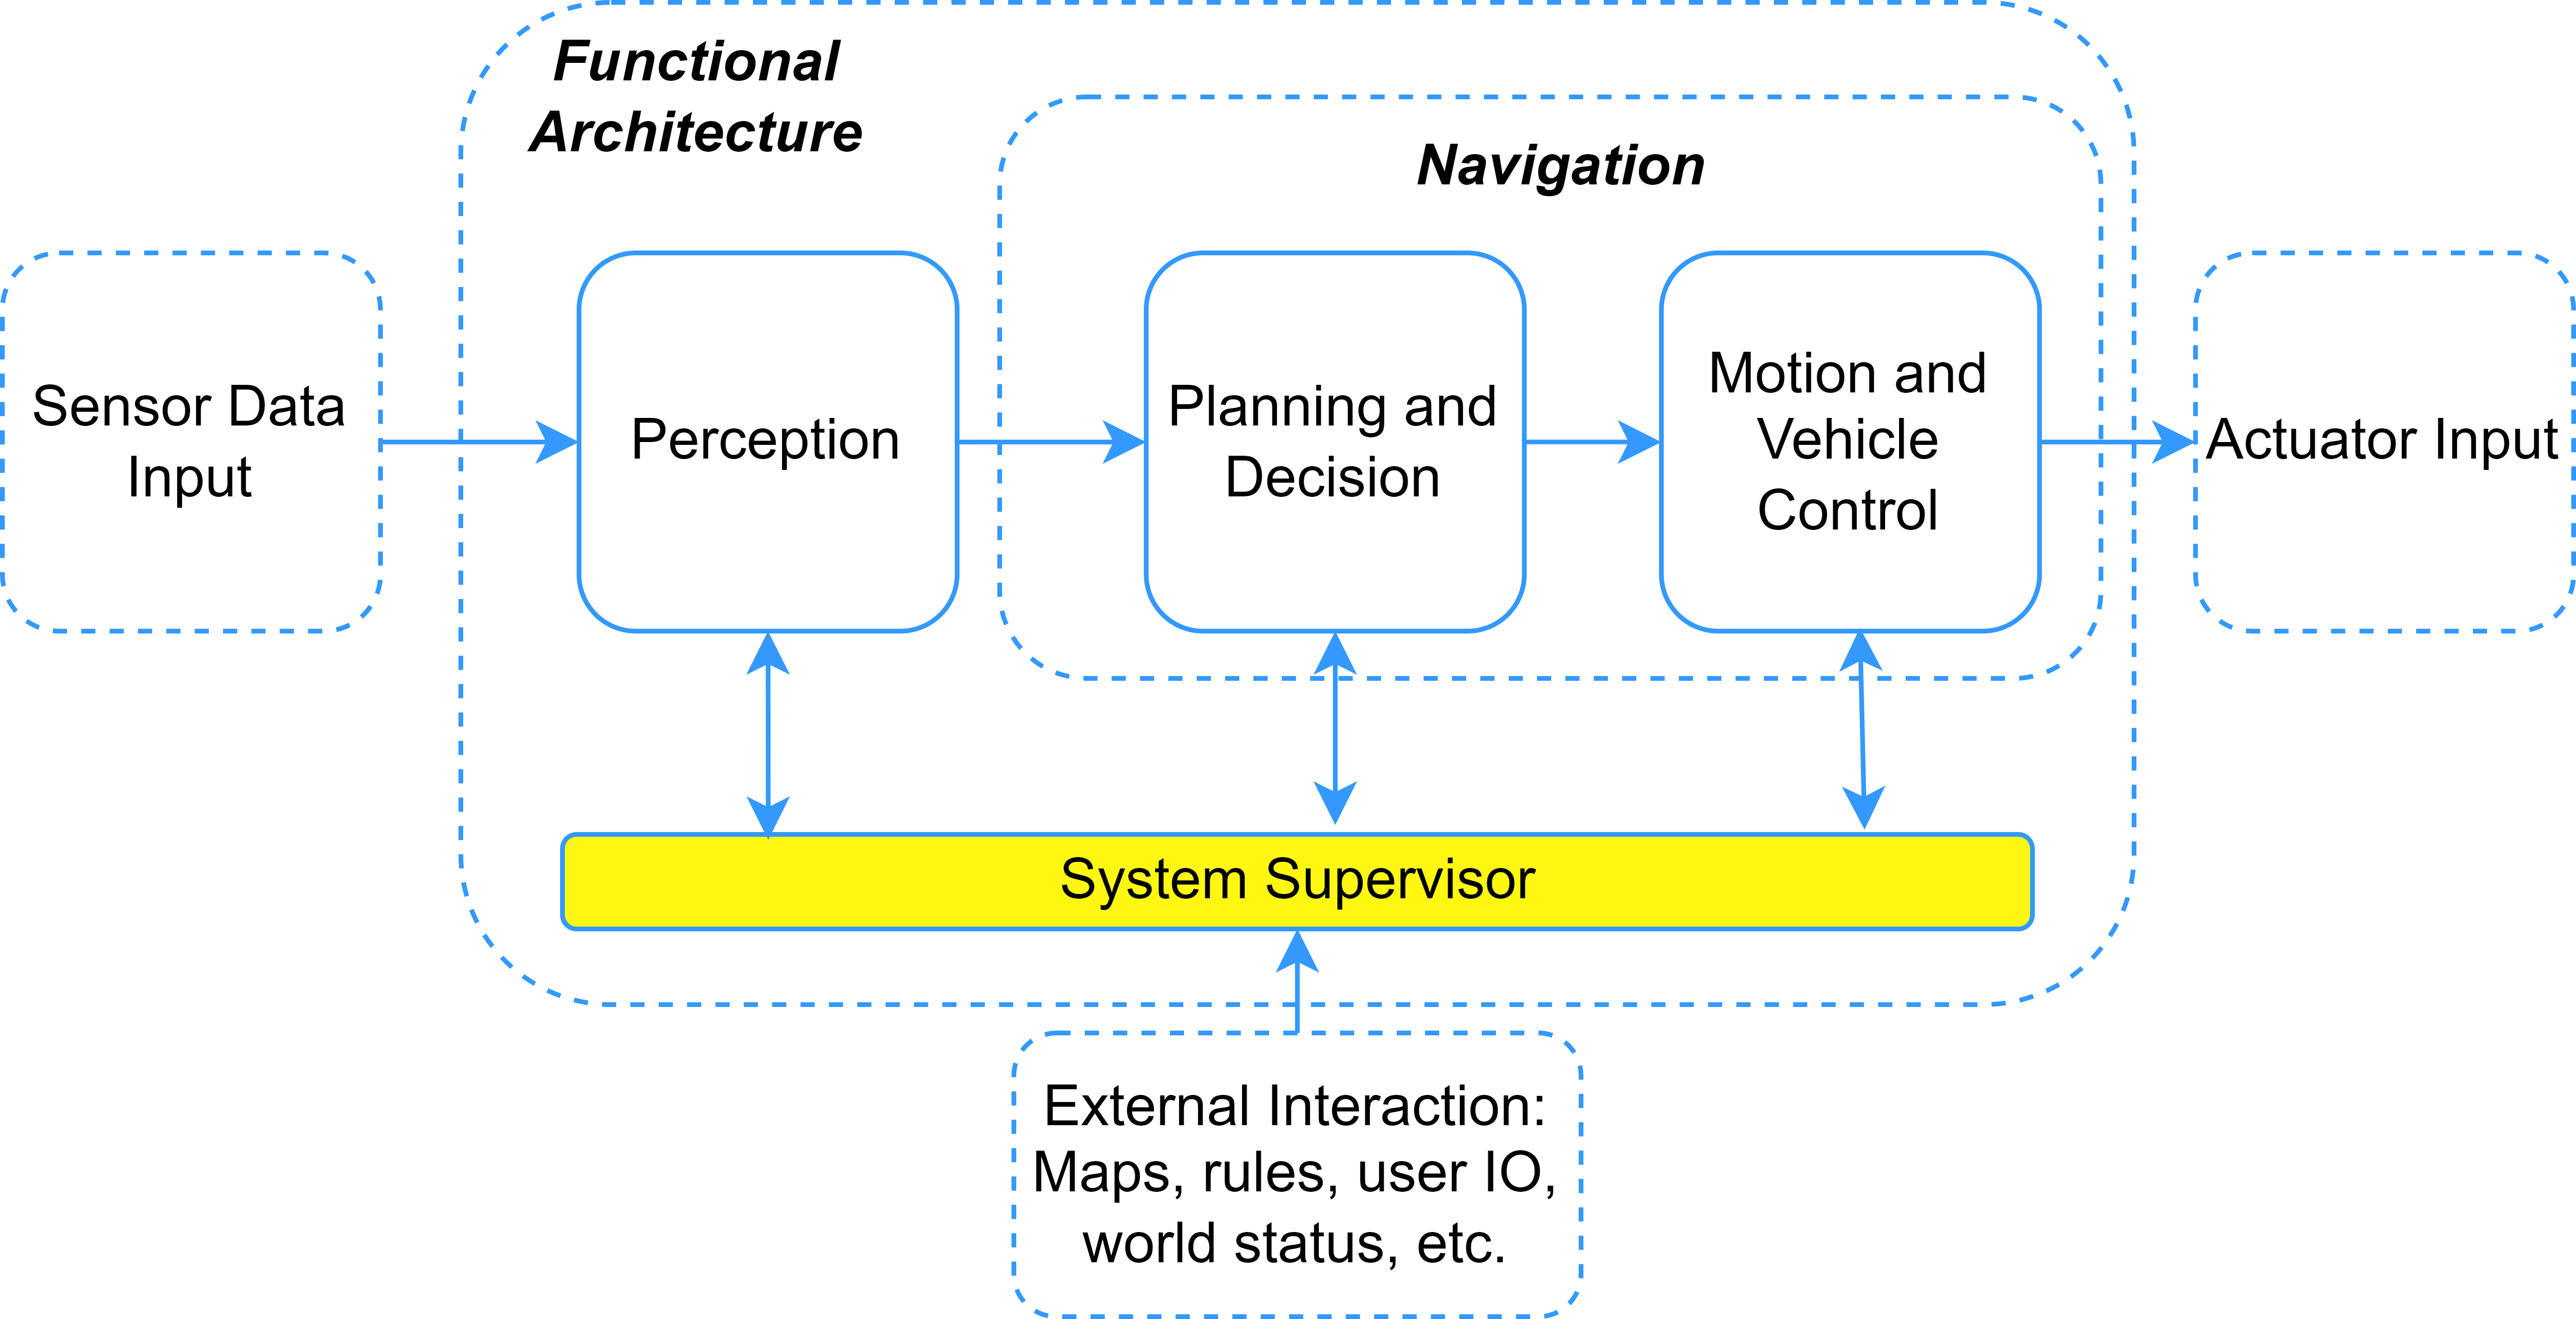 Functional
Architecture
Navigation
Sensor Data
Input
Perception
Planning and
Decision
Motion and
Vehicle
Control
Actuator Input
System Supervisor
External Interaction:
Maps, rules, user IO,
world status, etc.